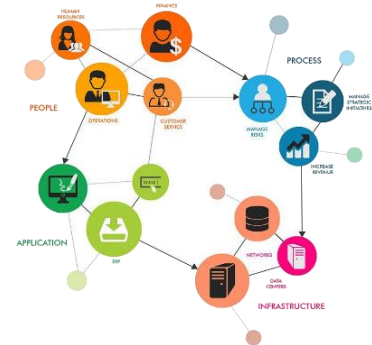 HUMAN
RESOURCES
FINANCE
PROCESS
PEOPLE
OPERATIONS
CUSTOMER
SERVICE
MANAGE
RISKS
MANAGE
STRATEGIC
INITIATIVES
INCREASE
REVENUE
APPLICATION
ERP
NETWORKS
DATA
CENTERS
INFRASTRUCTURE